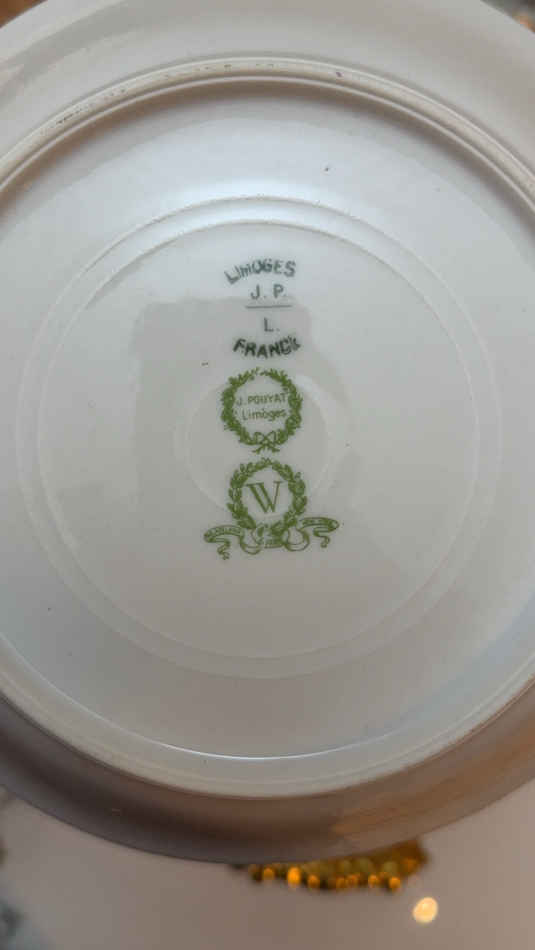 LIMOGES
J. P.
L.
FRANCE
J. POUYAT
Limoges
W